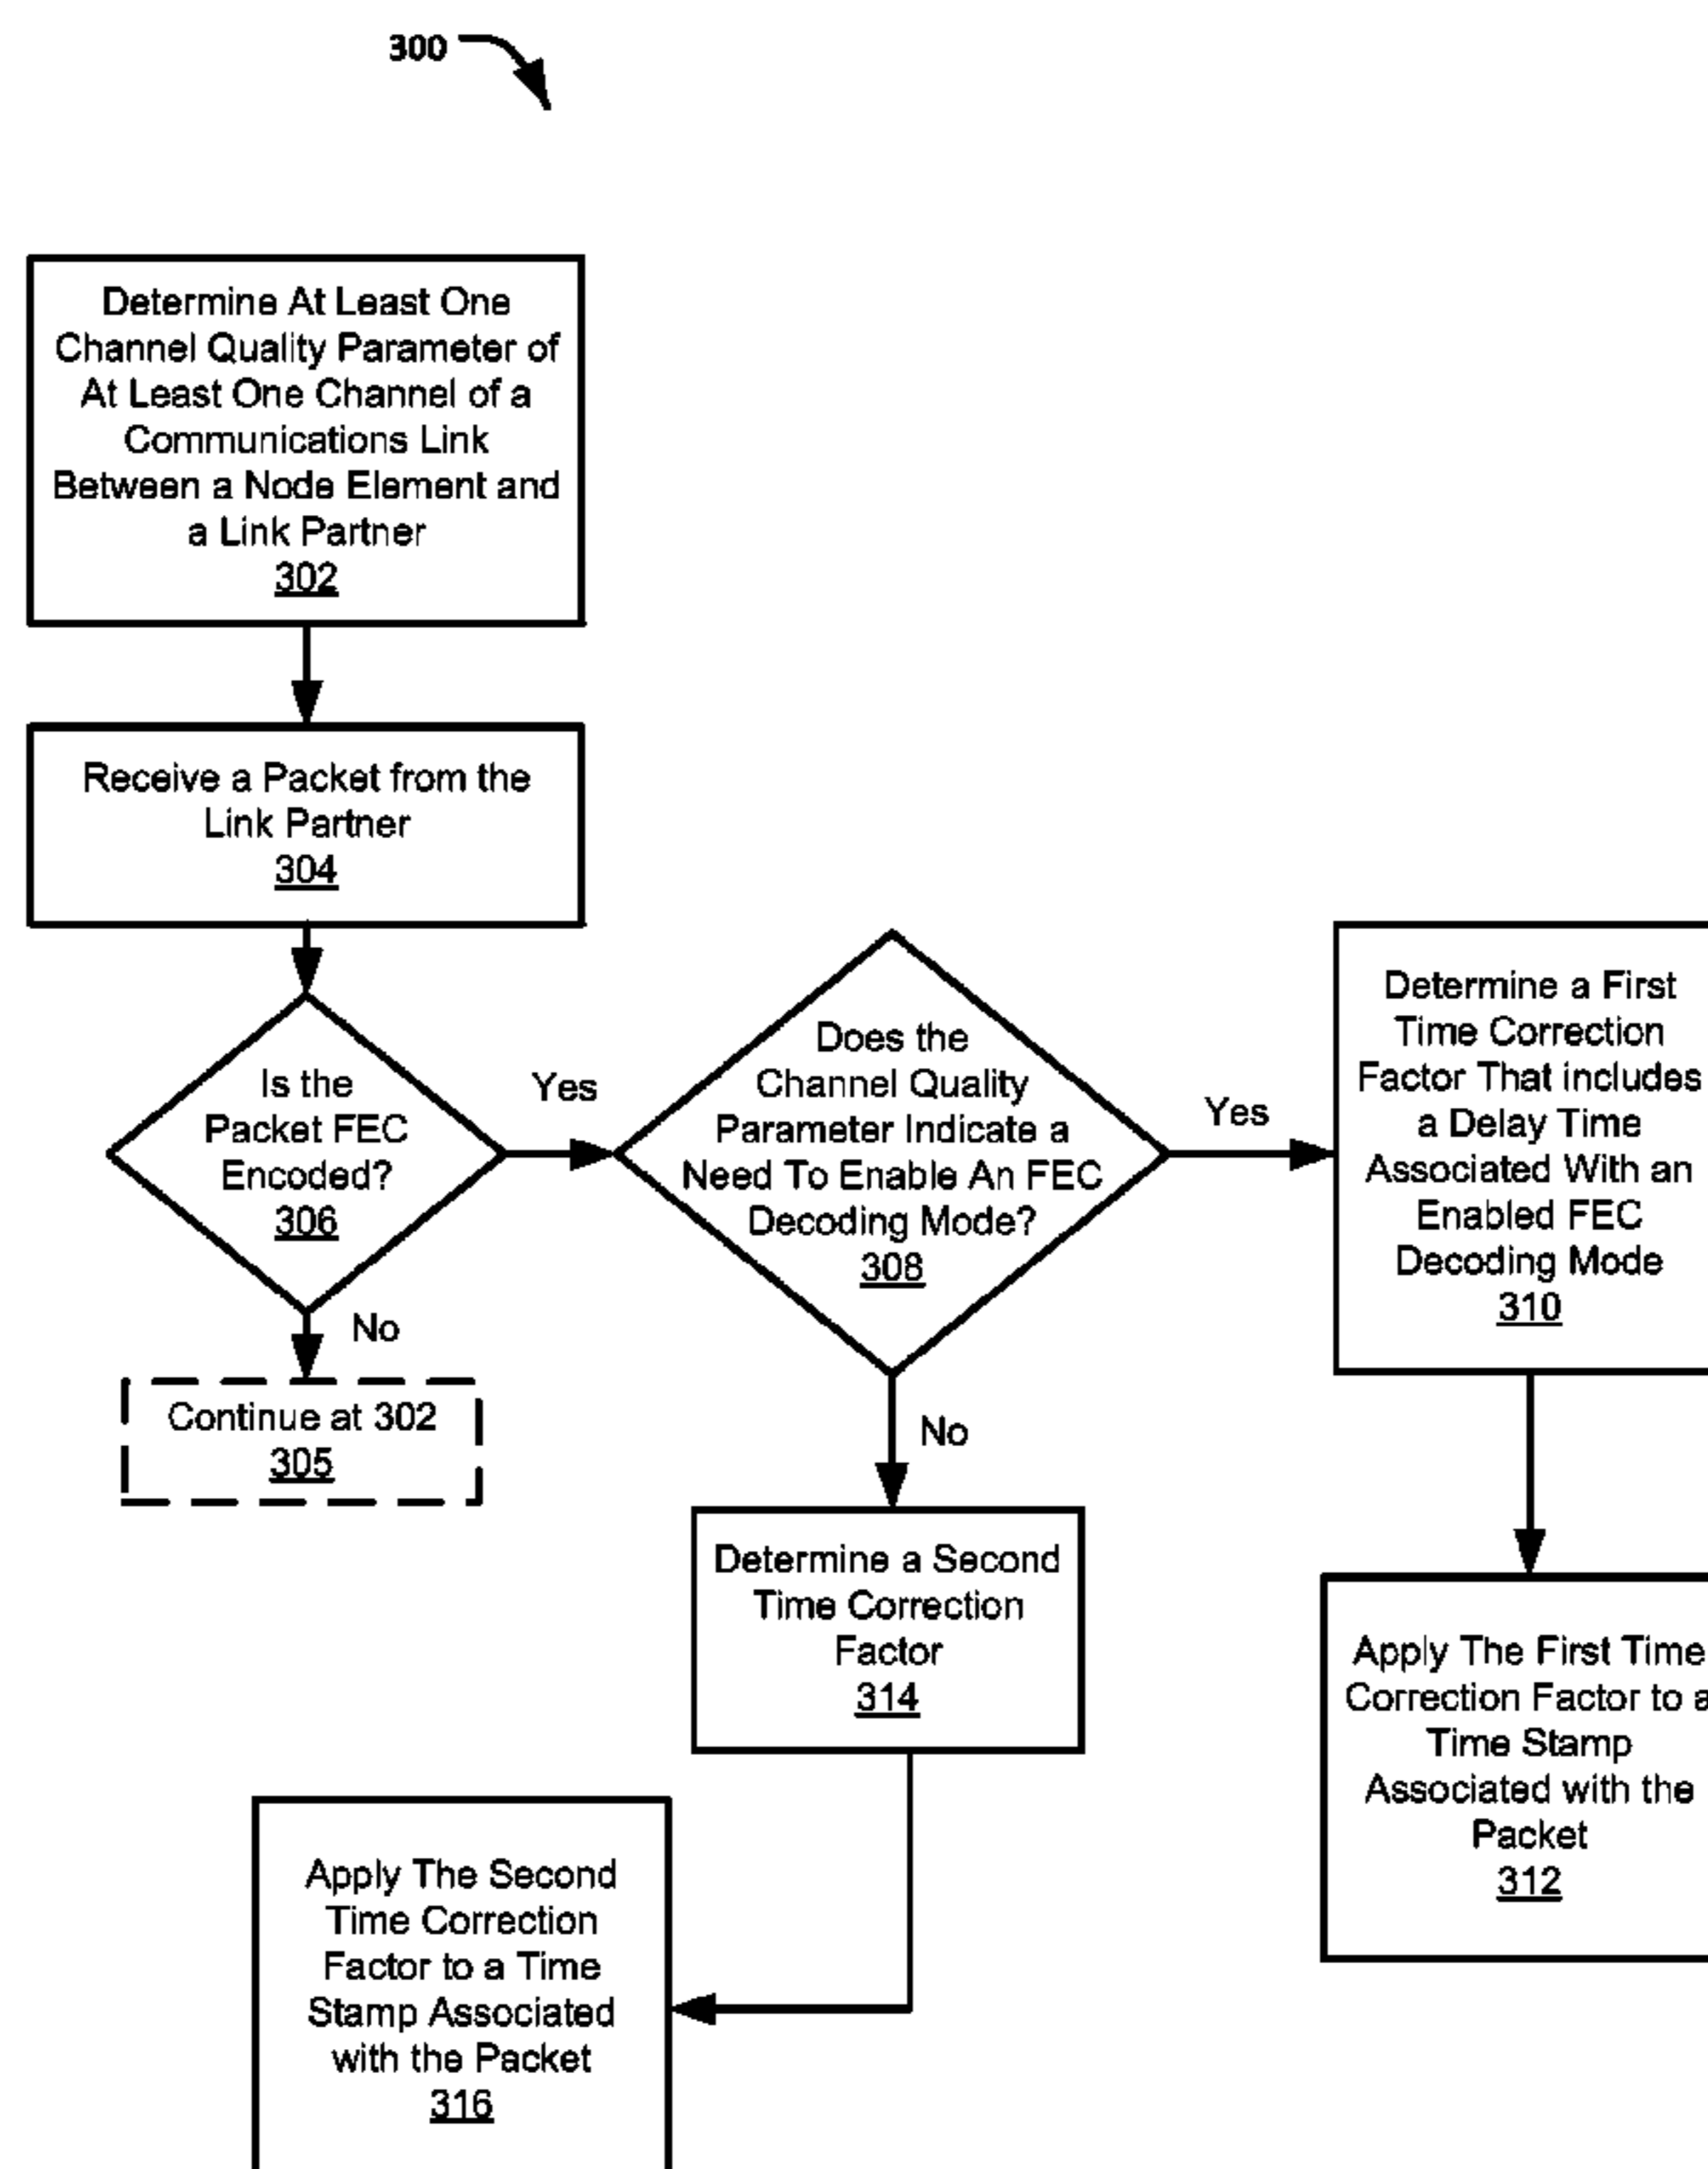 300
Determine At Least One
Channel Quality Parameter of
At Least One Channel of a
Communications Link
Between a Node Element and
a Link Partner
302
Receive a Packet from the
Link Partner
304
Is the
Packet FEC
Encoded?
306
Yes
No
Continue at 302
305
Does the
Channel Quality
Parameter Indicate a
Need To Enable An FEC
Decoding Mode?
308
Yes
No
Determine a First
Time Correction
Factor That includes
a Delay Time
Associated With an
Enabled FEC
Decoding Mode
310
Apply The First Time
Correction Factor to a
Time Stamp
Associated with the
Packet
312
Determine a Second
Time Correction
Factor
314
Apply The Second
Time Correction
Factor to a Time
Stamp Associated
with the Packet
316